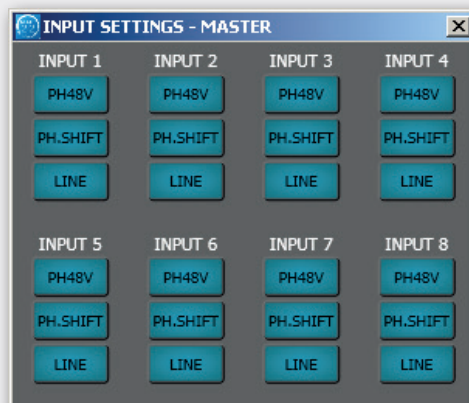 INPUT SETTINGS - MASTER
INPUT 1 INPUT 2 INPUT 3 INPUT 4
PH48V PH48V PH48V PH48V
PH.SHIFT PH.SHIFT PH.SHIFT PH.SHIFT
LINE LINE LINE LINE
INPUT 5 INPUT 6 INPUT 7 INPUT 8
PH48V PH48V PH48V PH48V
PH.SHIFT PH.SHIFT PH.SHIFT PH.SHIFT
LINE LINE LINE LINE